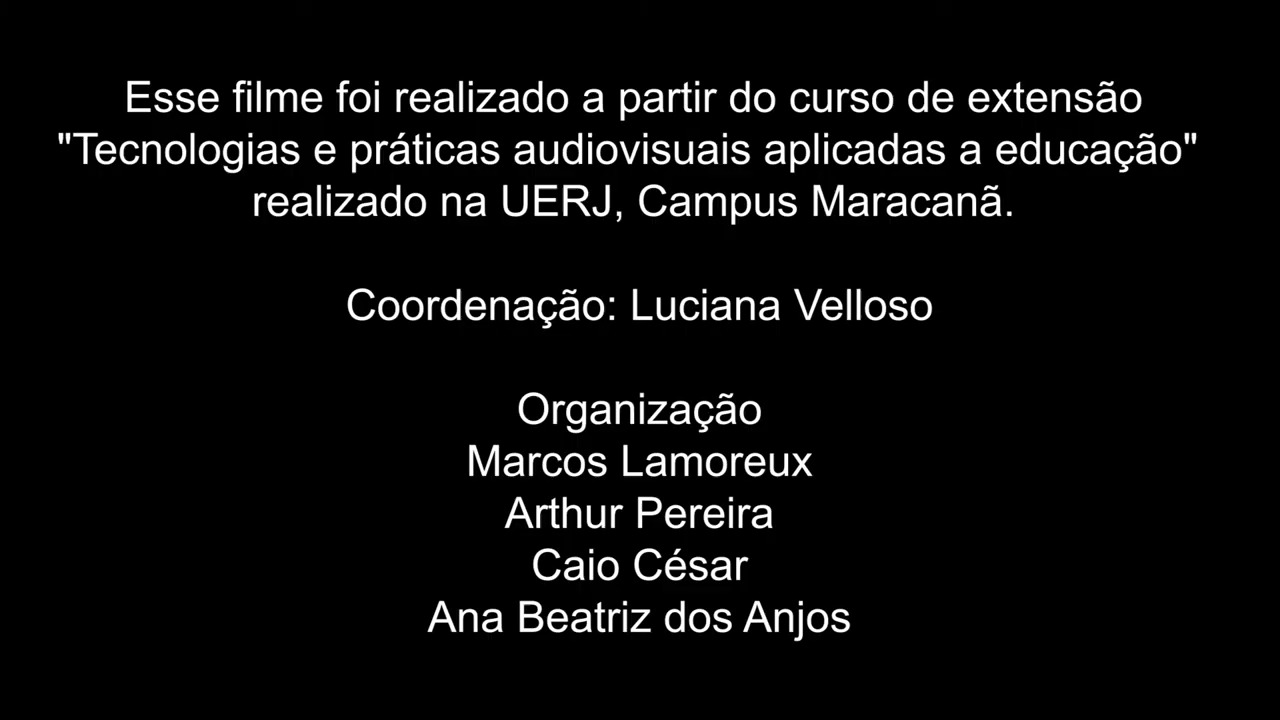 Esse filme foi realizado a partir do curso de extensão
"Tecnologias e práticas audiovisuais aplicadas a educação"
realizado na UERJ, Campus Maracanã.
Coordenação: Luciana Velloso
Organização
Marcos Lamoreux
Arthur Pereira
Caio César
Ana Beatriz dos Anjos